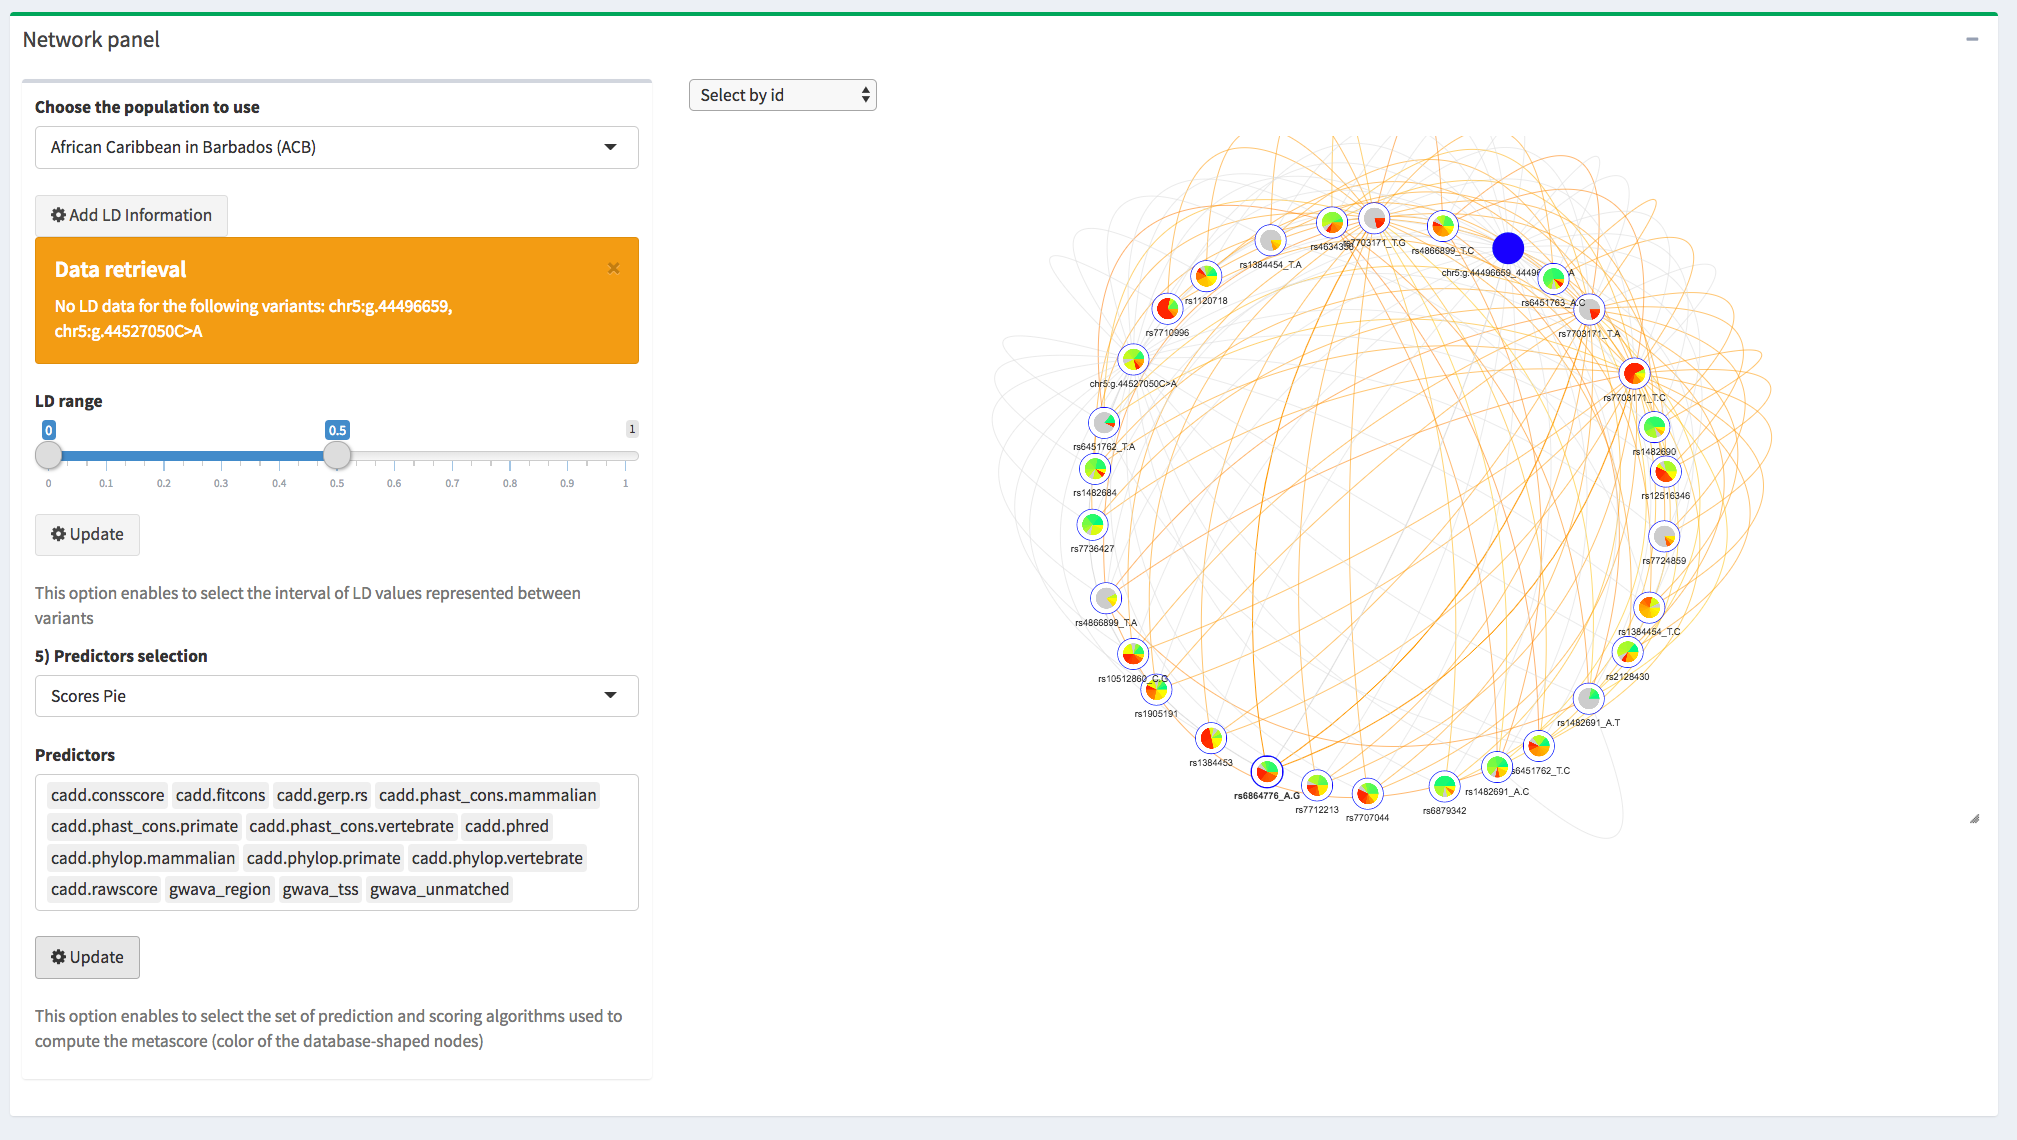 Network panel
Choose the population to use
African Caribbean in Barbados (ACB)
Add LD Information
Data retrieval
×
No LD data for the following variants: chr5:g.44496659,
chr5:g.44527050C>A
LD range
0
0.5
1
0 0.1 0.2 0.3 0.4 0.5 0.6 0.7 0.8 0.9 1
Update
This option enables to select the interval of LD values represented between
variants
5) Predictors selection
Scores Pie
Predictors
cadd.consscore cadd.fitcons cadd.gerp.rs cadd.phast_cons.mammalian
cadd.phast_cons.primate cadd.phast_cons.vertebrate cadd.phred
cadd.phylop.mammalian cadd.phylop.primate cadd.phylop.vertebrate
cadd.rawscore gwava_region gwava_tss gwava_unmatched
Update
This option enables to select the set of prediction and scoring algorithms used to
compute the metascore (color of the database-shaped nodes)
Select by id
rs4634356
rs7703171_T.G
rs4866899_T.C
rs1384454_T.A
chr5:g.44496659_4449
rs1120718
rs6451763_A.C
rs7710996
rs7703171_T.A
chr5:g.44527050C>A
rs7703171_T.C
rs6451762_T.A
rs1482690
rs1482684
rs12516346
rs7736427
rs7724859
rs4866899_T.A
rs1384454_T.C
rs10512860_C.G
rs2128430
rs1905191
rs1482691_A.T
rs1384453
s6451762_T.C
rs6864776_A.G
rs1482691_A.C
rs7712213
rs6879342
rs7707044